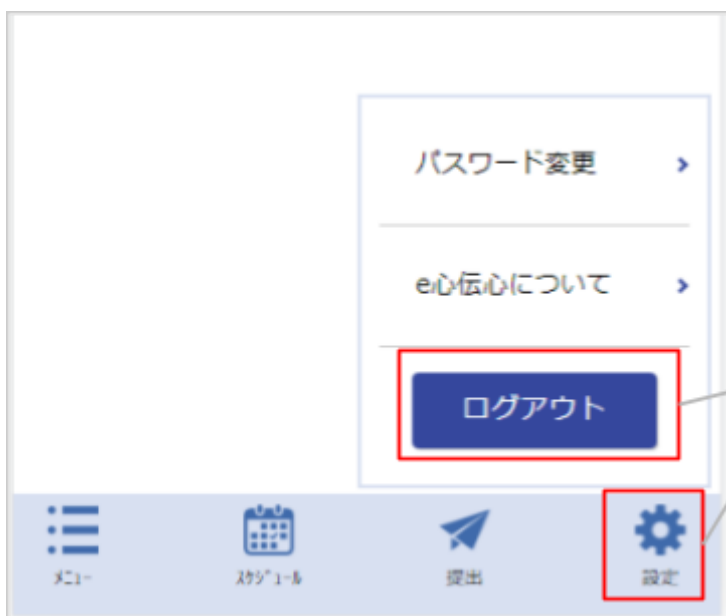 パスワード変更
e心伝心について
ログアウト
ﾒﾆｭｰ
ｽｹｼﾞｭｰﾙ
提出
設定